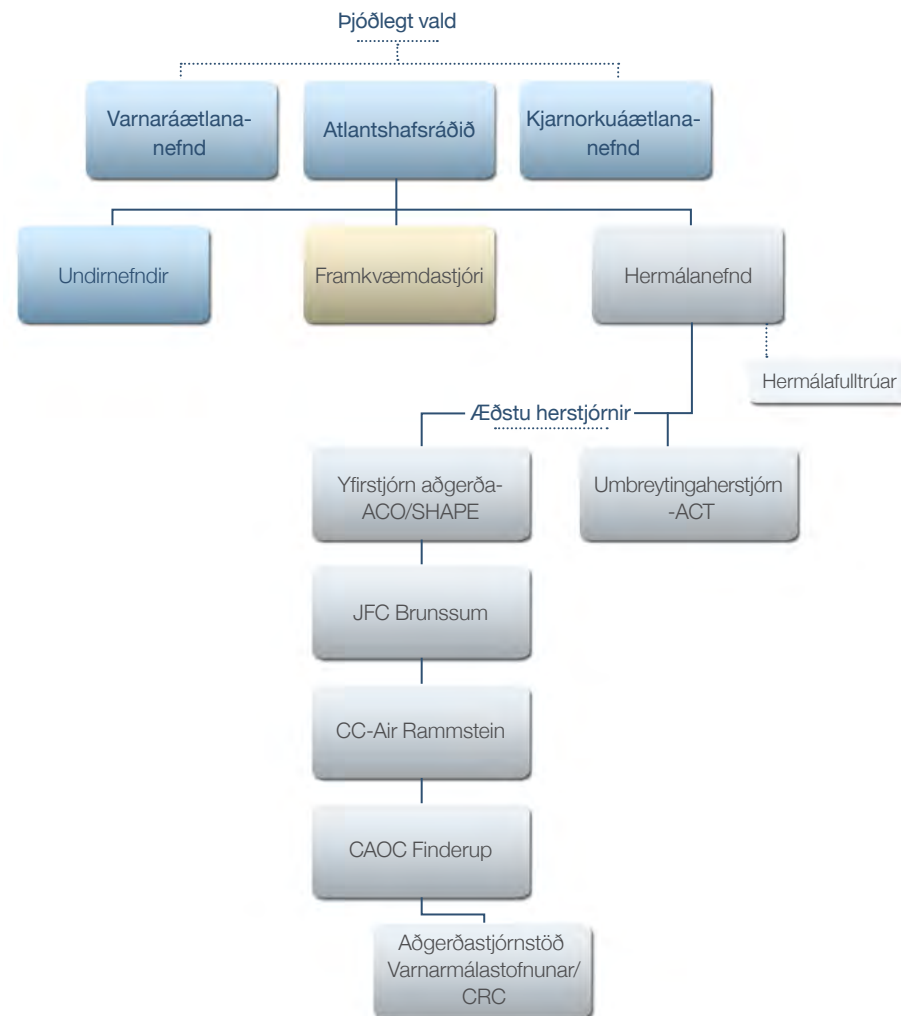 Þjóðlegt vald
Varnaráætlana-
nefnd
Atlantshafsráðið
Kjarnorkuáætlana-
nefnd
Undirnefndir
Framkvæmdastjóri
Hermálanefnd
Hermálafulltrúar
Æðstu herstjórnir
Yfirstjórn aðgerða-
ACO/SHAPE
Umbreytingaherstjórn
-ACT
JFC Brunssum
CC-Air Rammstein
CAOC Finderup
Aðgerðastjórnstöð
Varnarmálastofnunar/
CRC